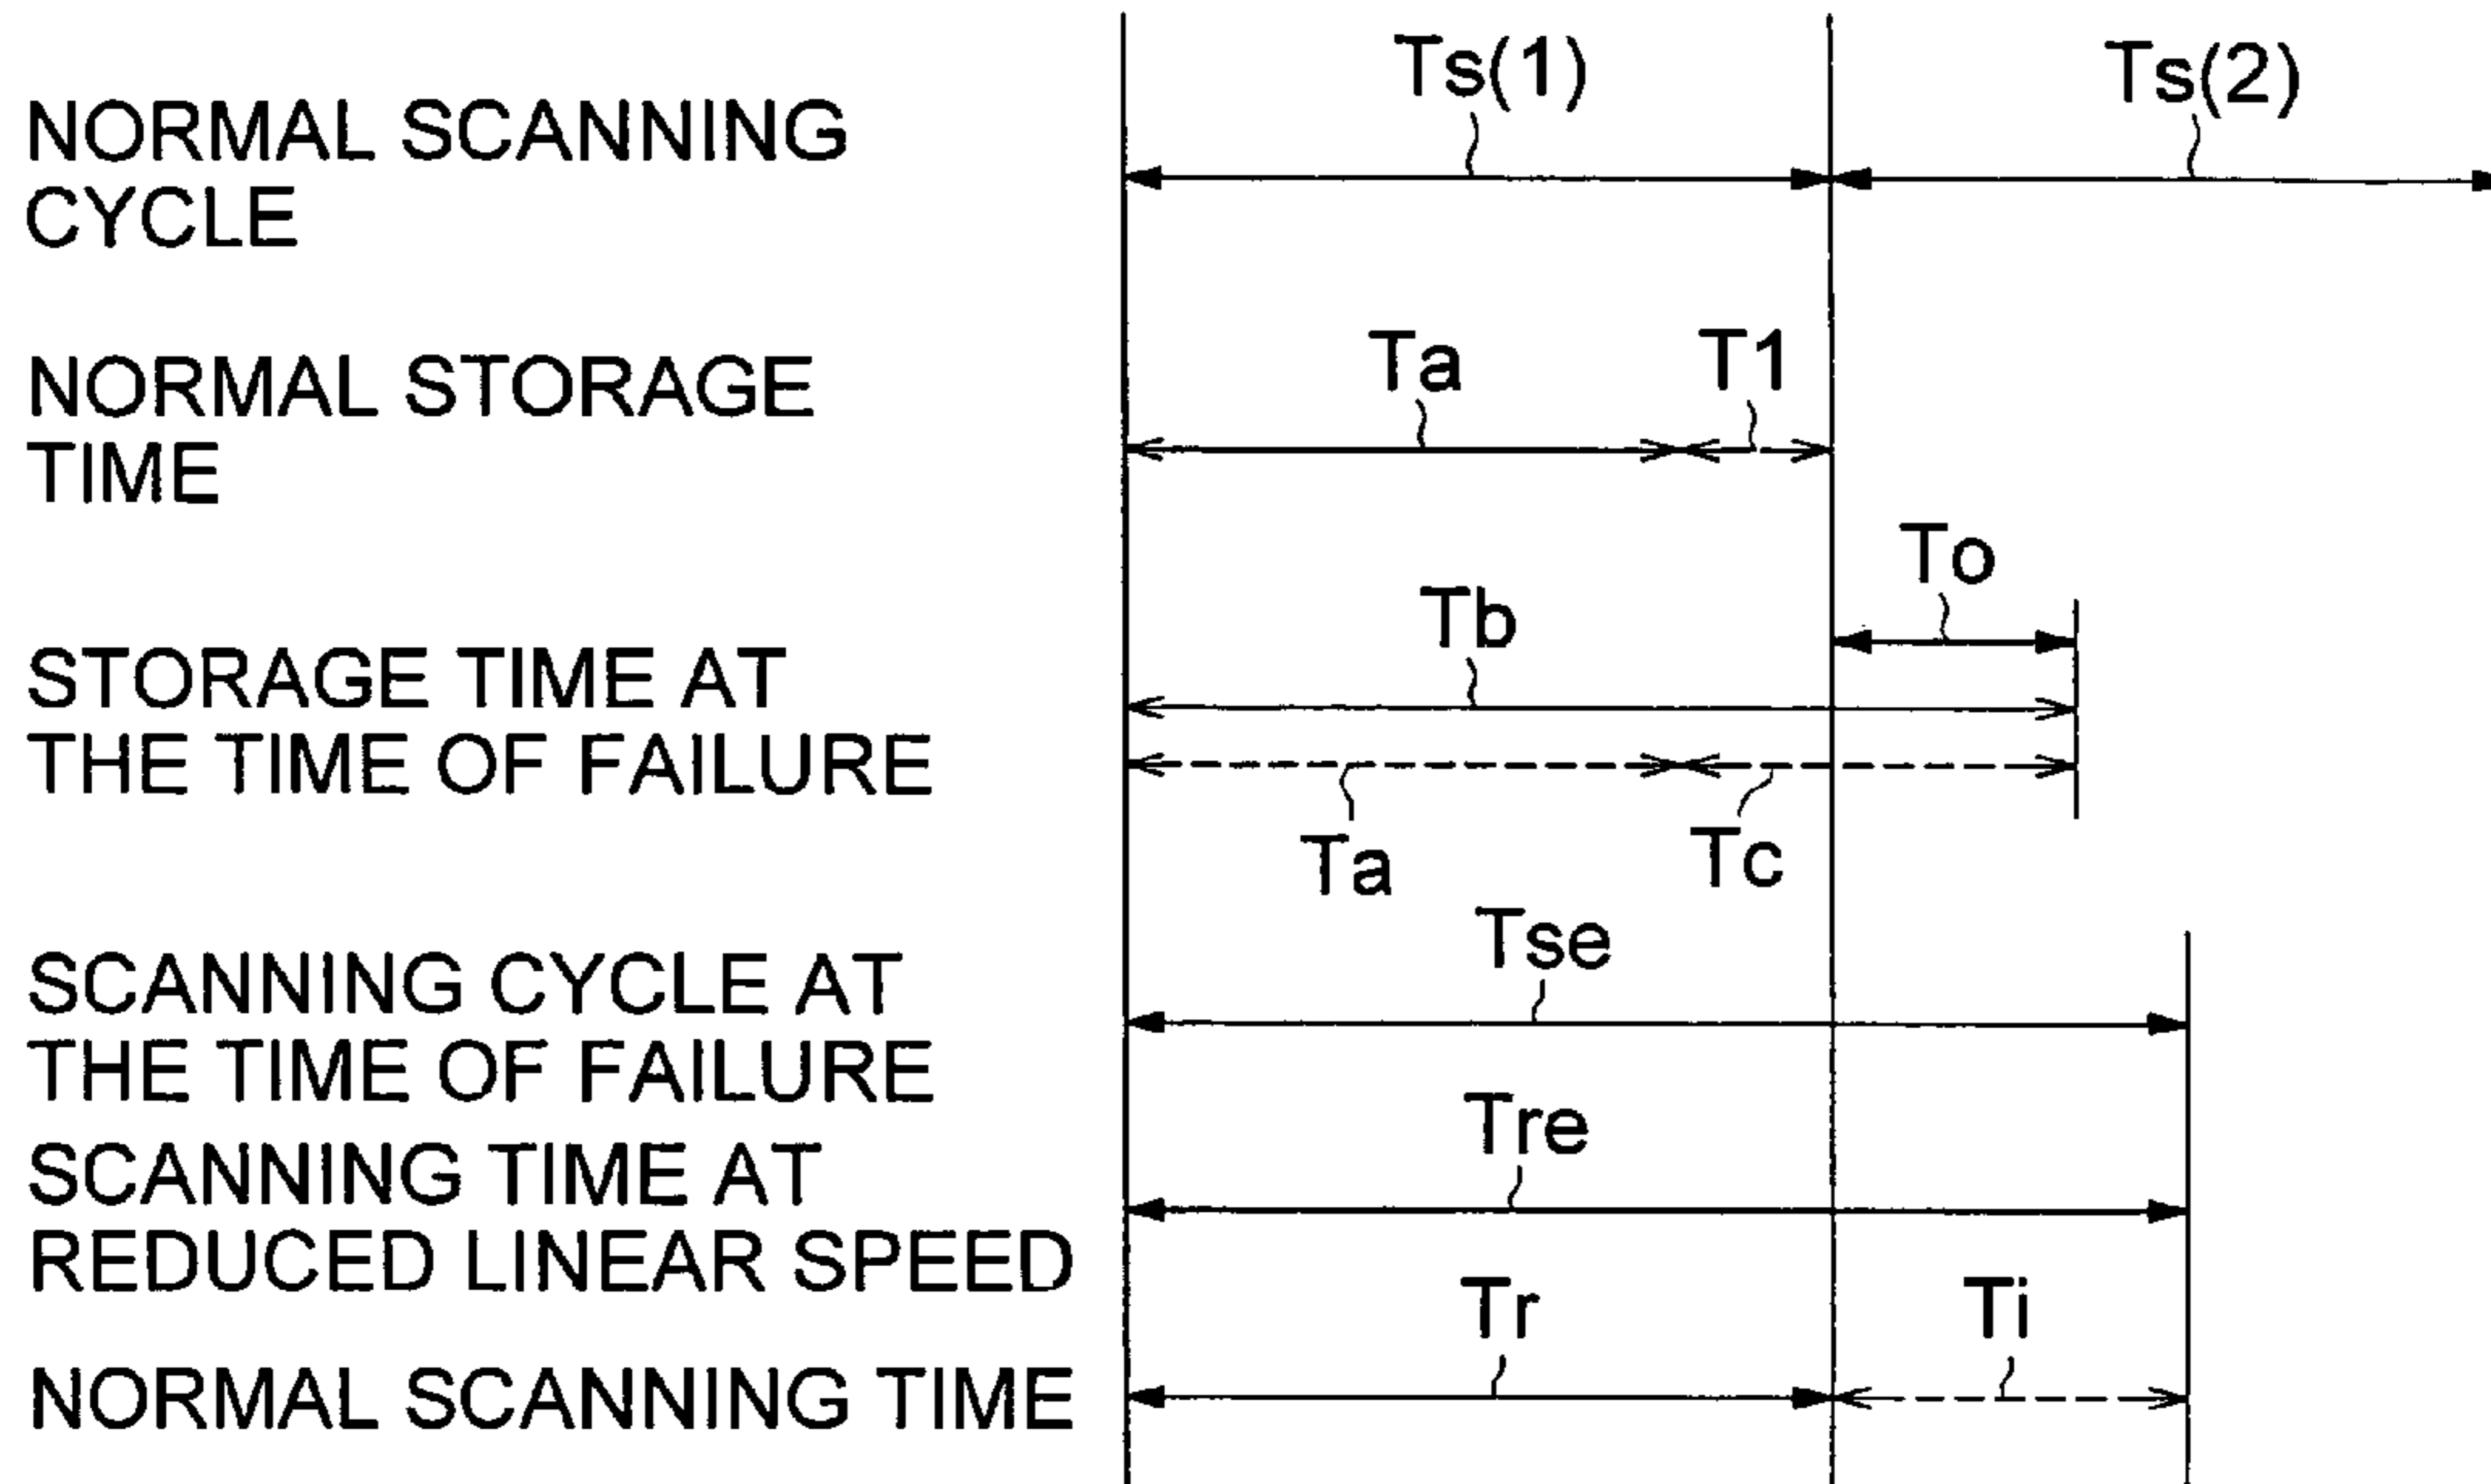 Ts(1)
Ts(2)
NORMAL SCANNING
CYCLE
Ta
T1
NORMAL STORAGE
TIME
To
Tb
STORAGE TIME AT
THE TIME OF FAILURE
Ta
Tc
Tse
SCANNING CYCLE AT
THE TIME OF FAILURE
Tre
SCANNING TIME AT
REDUCED LINEAR SPEED
Tr
Ti
NORMAL SCANNING TIME